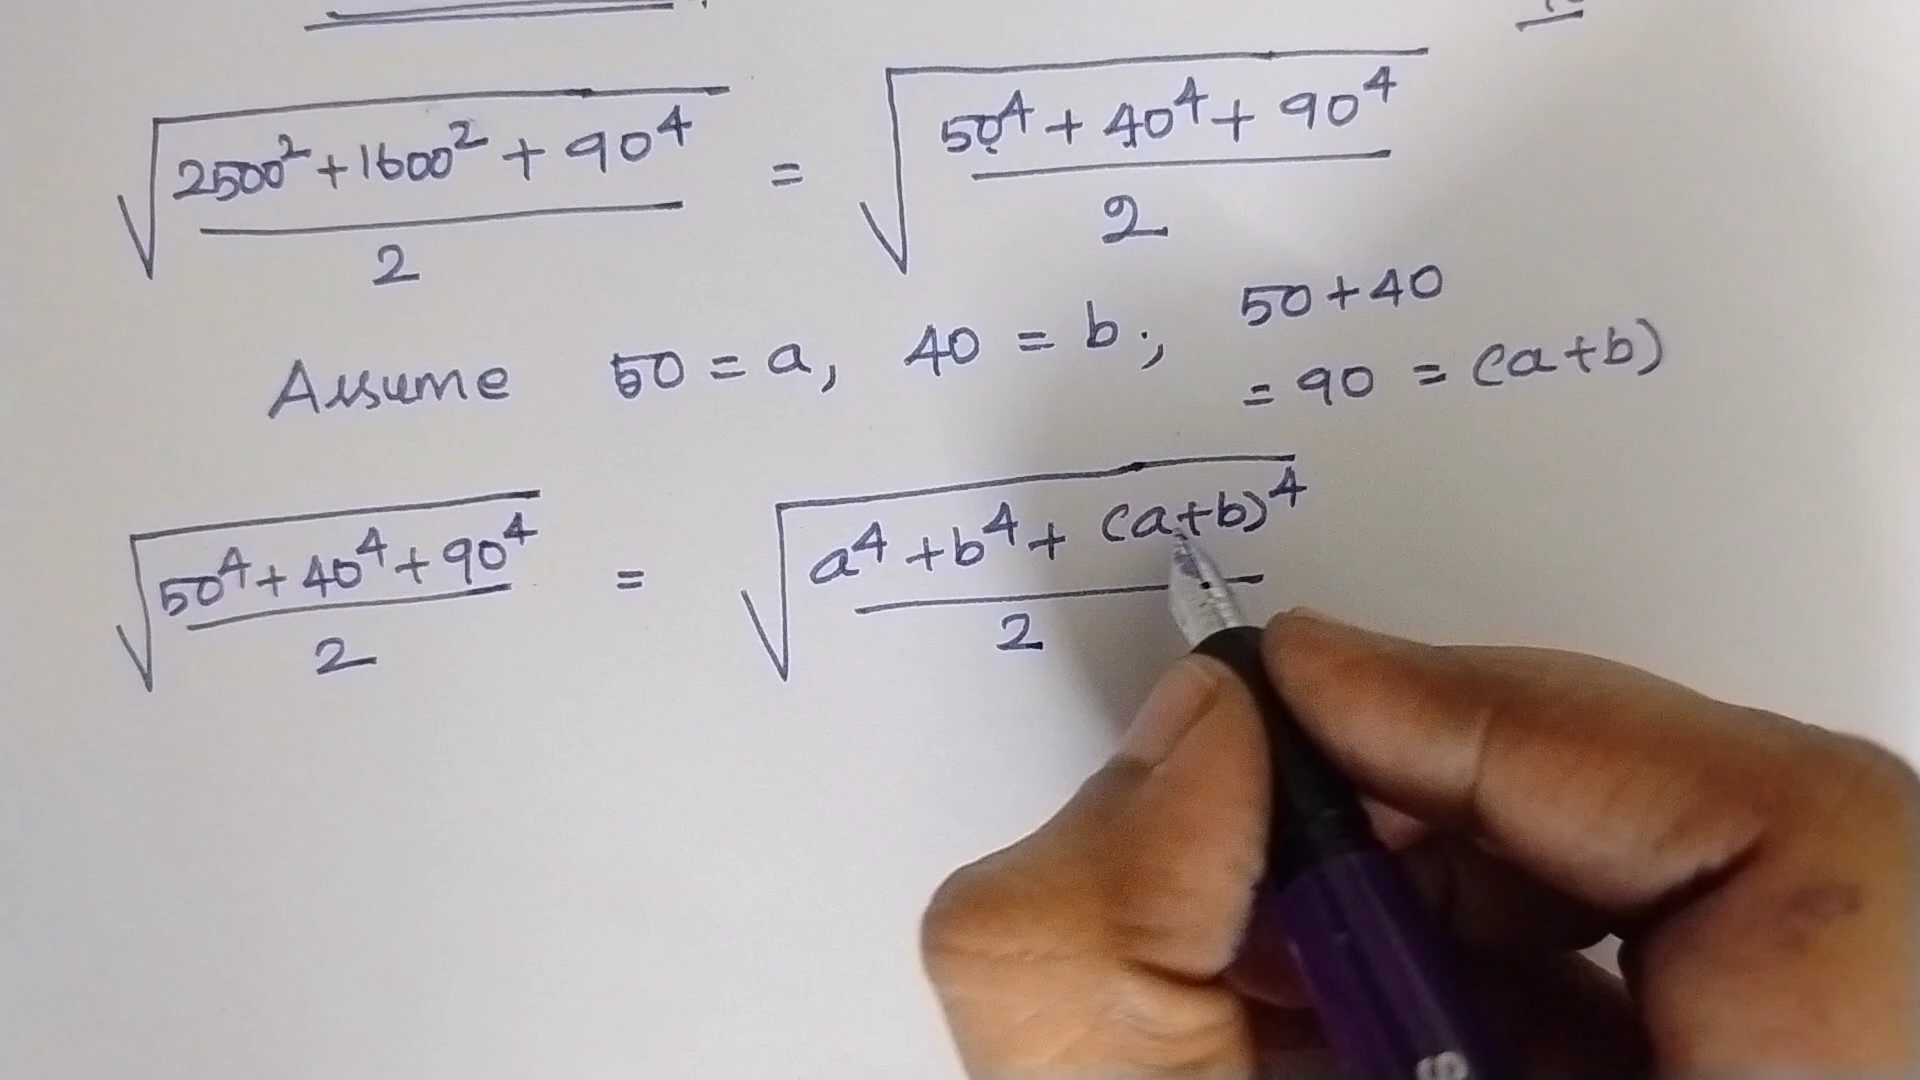 √((2500² + 1600² + 90⁴)/2) = √((50⁴ + 40⁴ + 90⁴)/2)
Assume 50 = a, 40 = b; 50 + 40
= 90 = (a+b)
√((50⁴ + 40⁴ + 90⁴)/2) = √((a⁴ + b⁴ + (a+b)⁴)/2)